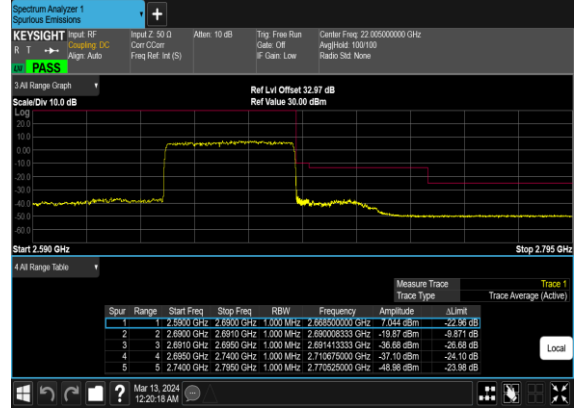 Spectrum Analyzer 1
Spurious Emissions
+
KEYSIGHT Input: RF Input Z: 50 Ω Atten: 10 dB Trig: Free Run Center Freq: 22.005000000 GHz
R T Coupling: DC Corr CCorr Gate: Off Avg|Hold: 100/100
Align: Auto Freq Ref: Int (S) IF Gain: Low Radio Std: None
PASS
3 All Range Graph
Ref Lvl Offset 32.97 dB
Scale/Div 10.0 dB Ref Value 30.00 dBm
Log
20.0
10.0
0.00
-10.0
-20.0
-30.0
-40.0
-50.0
-60.0
Start 2.590 GHz Stop 2.795 GHz
4 All Range Table
Measure Trace Trace 1
Trace Type Trace Average (Active)
Spur Range Start Freq Stop Freq RBW Frequency Amplitude ΔLimit
1 1 2.5900 GHz 2.6900 GHz 1.000 MHz 2.668500000 GHz 7.044 dBm -22.96 dB
2 2 2.6900 GHz 2.6910 GHz 1.000 MHz 2.690008333 GHz -19.87 dBm -9.871 dB
3 3 2.6910 GHz 2.6950 GHz 1.000 MHz 2.691413333 GHz -36.68 dBm -26.68 dB
4 4 2.6950 GHz 2.7400 GHz 1.000 MHz 2.710675000 GHz -37.10 dBm -24.10 dB
5 5 2.7400 GHz 2.7950 GHz 1.000 MHz 2.770525000 GHz -48.98 dBm -23.98 dB
Local
?
Mar 13, 2024
12:20:18 AM